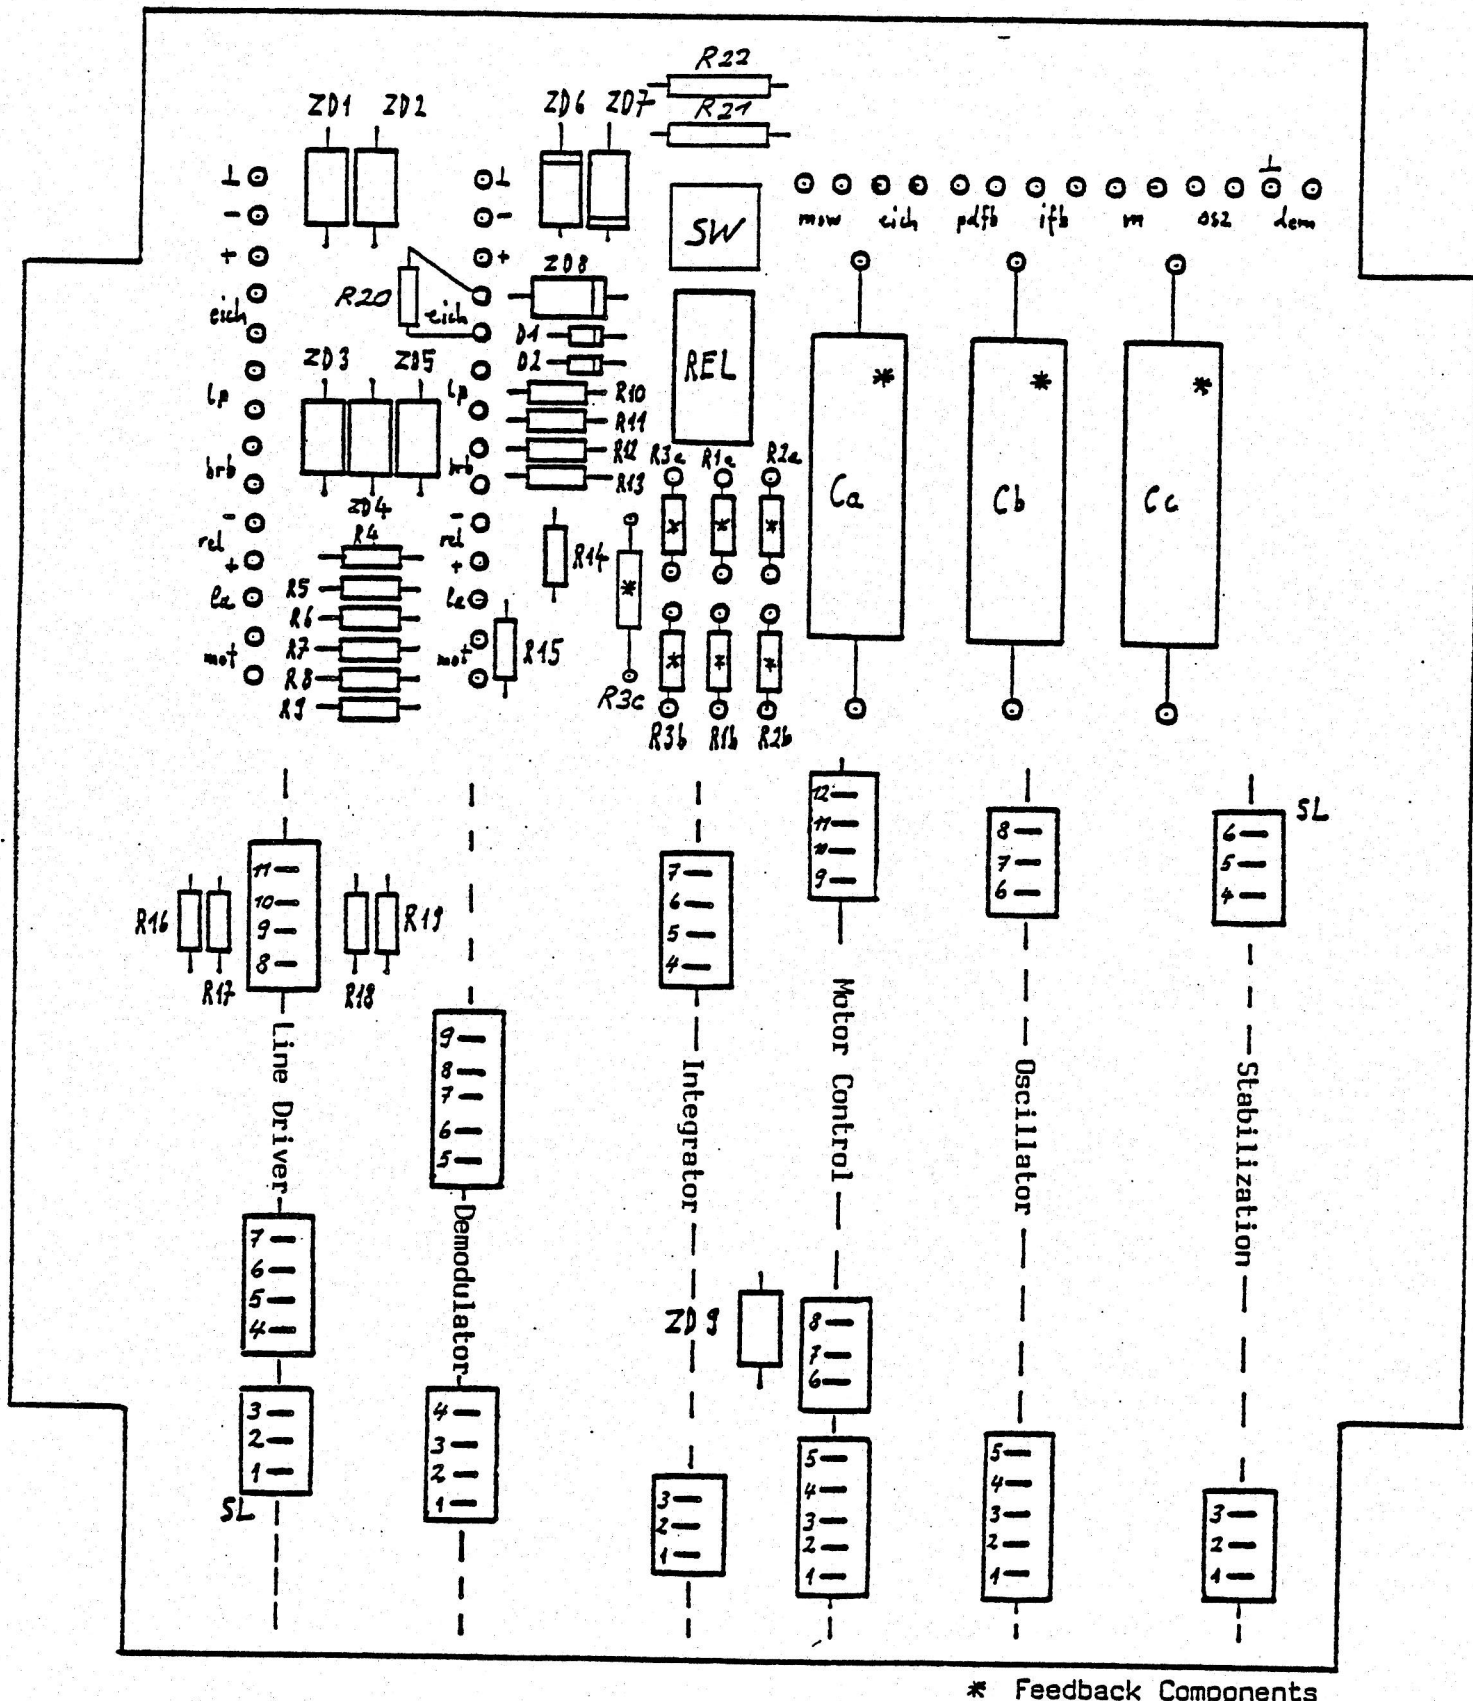 R22
R21
ZD1 ZD2
ZD6 ZD7
⊥
-
+
eich
lp
brb
-
rel
+
la
mot
⊥
-
+
eich
lp
brb
-
rel
+
la
mot
R20
ZD8
D1
D2
SW
REL
msw eich pdfb ifb m osz ⊥ dem
ZD3 ZD5
ZD4
R10
R11
R12
R13
R3a R1a R2a
* * *
R4
R5
R6
R7
R8
R9
R14
R15
*
R3c
* * *
R3b R1b R2b
*
Ca
*
Cb
*
Cc
R16
R17
R18
R19
11
10
9
8
Line Driver
7
6
5
4
3
2
1
SL
9
8
7
6
5
Demodulator
4
3
2
1
7
6
5
4
Integrator
3
2
1
ZD9
12
11
10
9
Motor Control
8
7
6
5
4
3
2
1
8
7
6
Oscillator
5
4
3
2
1
SL
6
5
4
Stabilization
3
2
1
* Feedback Components